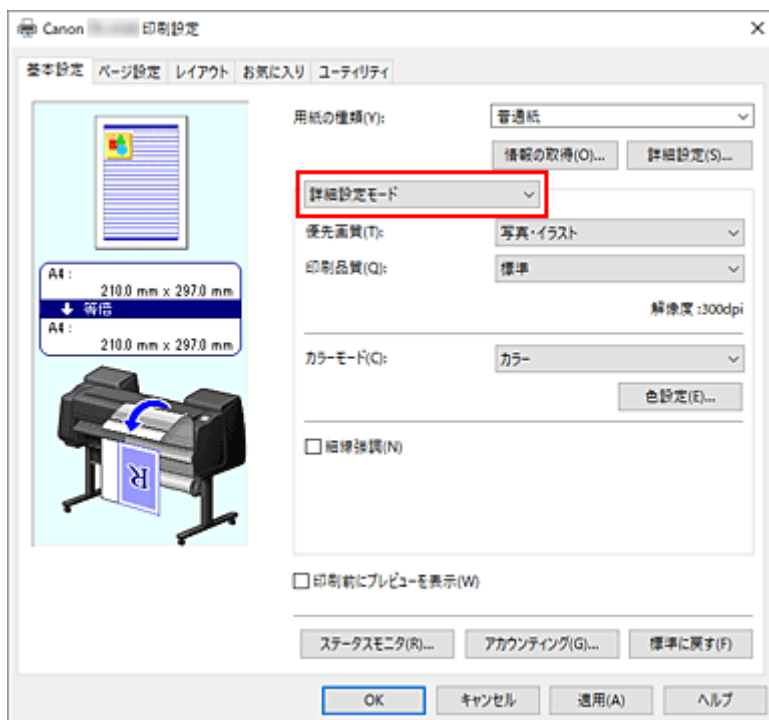 Canon 印刷設定
基本設定 ページ設定 レイアウト お気に入り ユーティリティ
用紙の種類(Y): 普通紙
情報の取得(O)... 詳細設定(S)...
詳細設定モード
優先画質(T): 写真・イラスト
印刷品質(Q): 標準
解像度 :300dpi
カラーモード(C): カラー
色設定(E)...
細線強調(N)
A4 :
210.0 mm x 297.0 mm
等倍
A4 :
210.0 mm x 297.0 mm
R
印刷前にプレビューを表示(W)
ステータスモニタ(R)... アカウンティング(G)... 標準に戻す(F)
OK キャンセル 適用(A) ヘルプ